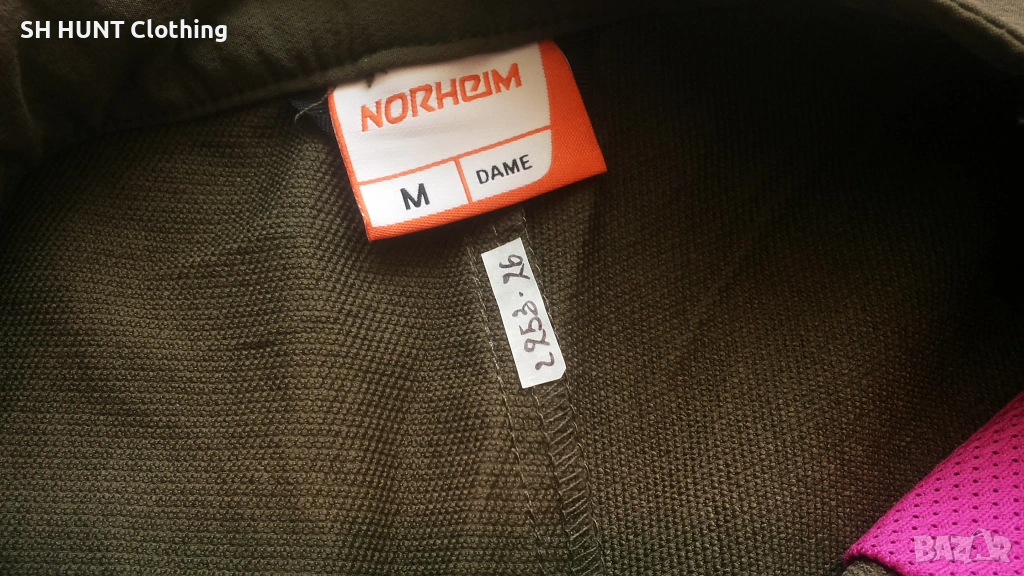 SH HUNT Clothing
NORHEIM
M
DAME
2253.26
BAZAR